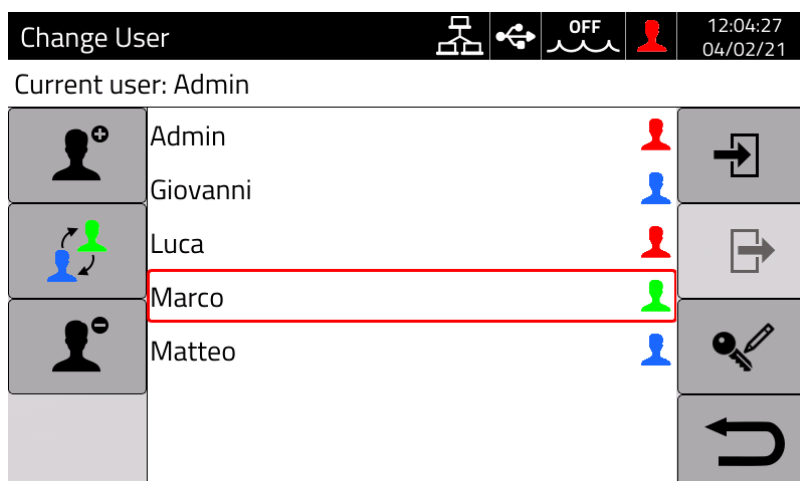 Change User
OFF
12:04:27
04/02/21
Current user: Admin
Admin
Giovanni
Luca
Marco
Matteo